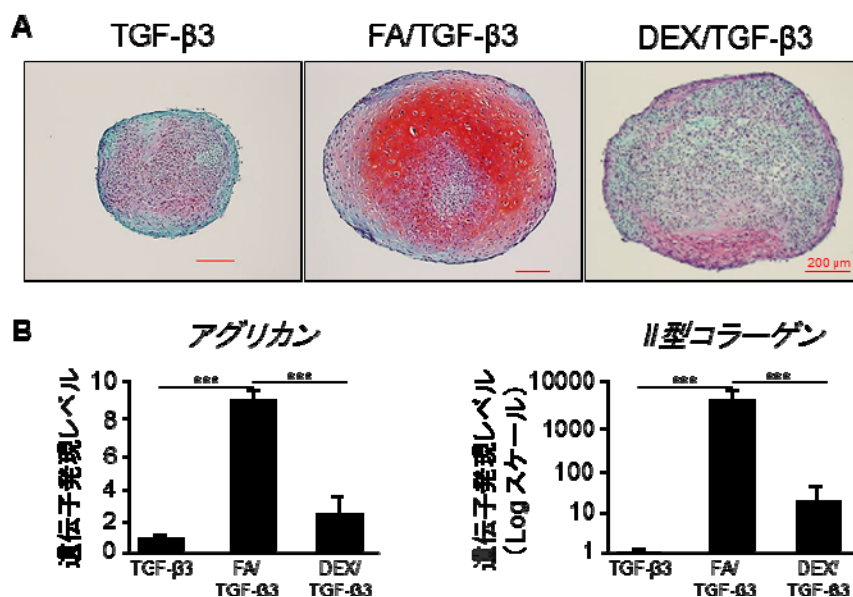 A
TGF-β3 FA/TGF-β3 DEX/TGF-β3
200 μm
B
アグリカン
遺伝子発現レベル
10
8
6
4
2
0
***
***
TGF-β3
FA/
TGF-β3
DEX/
TGF-β3
II型コラーゲン
遺伝子発現レベル
(Log スケール)
10000
1000
100
10
1
***
***
TGF-β3
FA/
TGF-β3
DEX/
TGF-β3